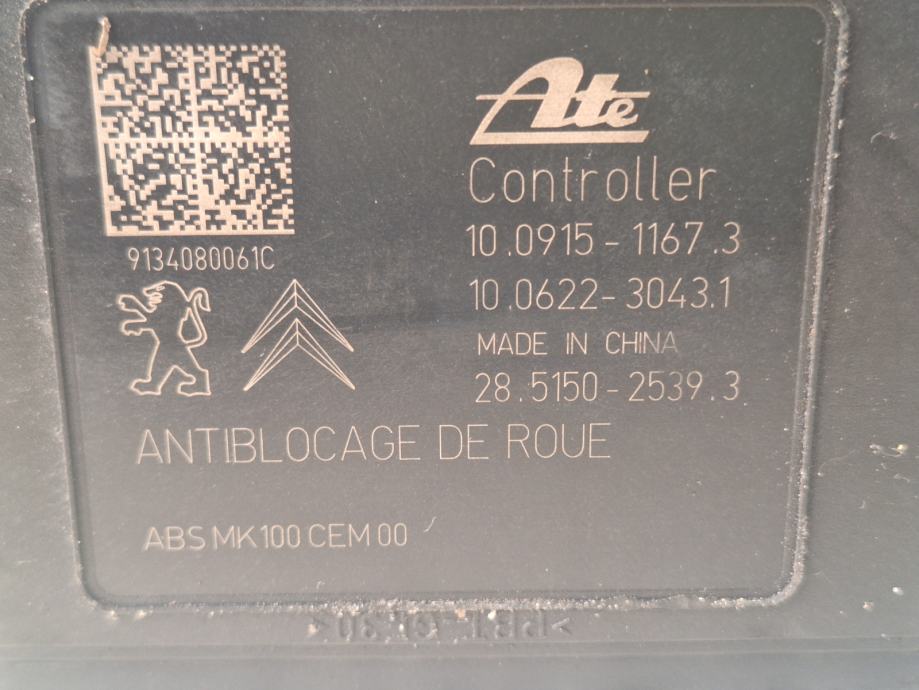 Ate
Controller
10.0915-1167.3
10.0622-3043.1
MADE IN CHINA
28.5150-2539.3
9134080061C
ANTIBLOCAGE DE ROUE
ABS MK100 CEM 00